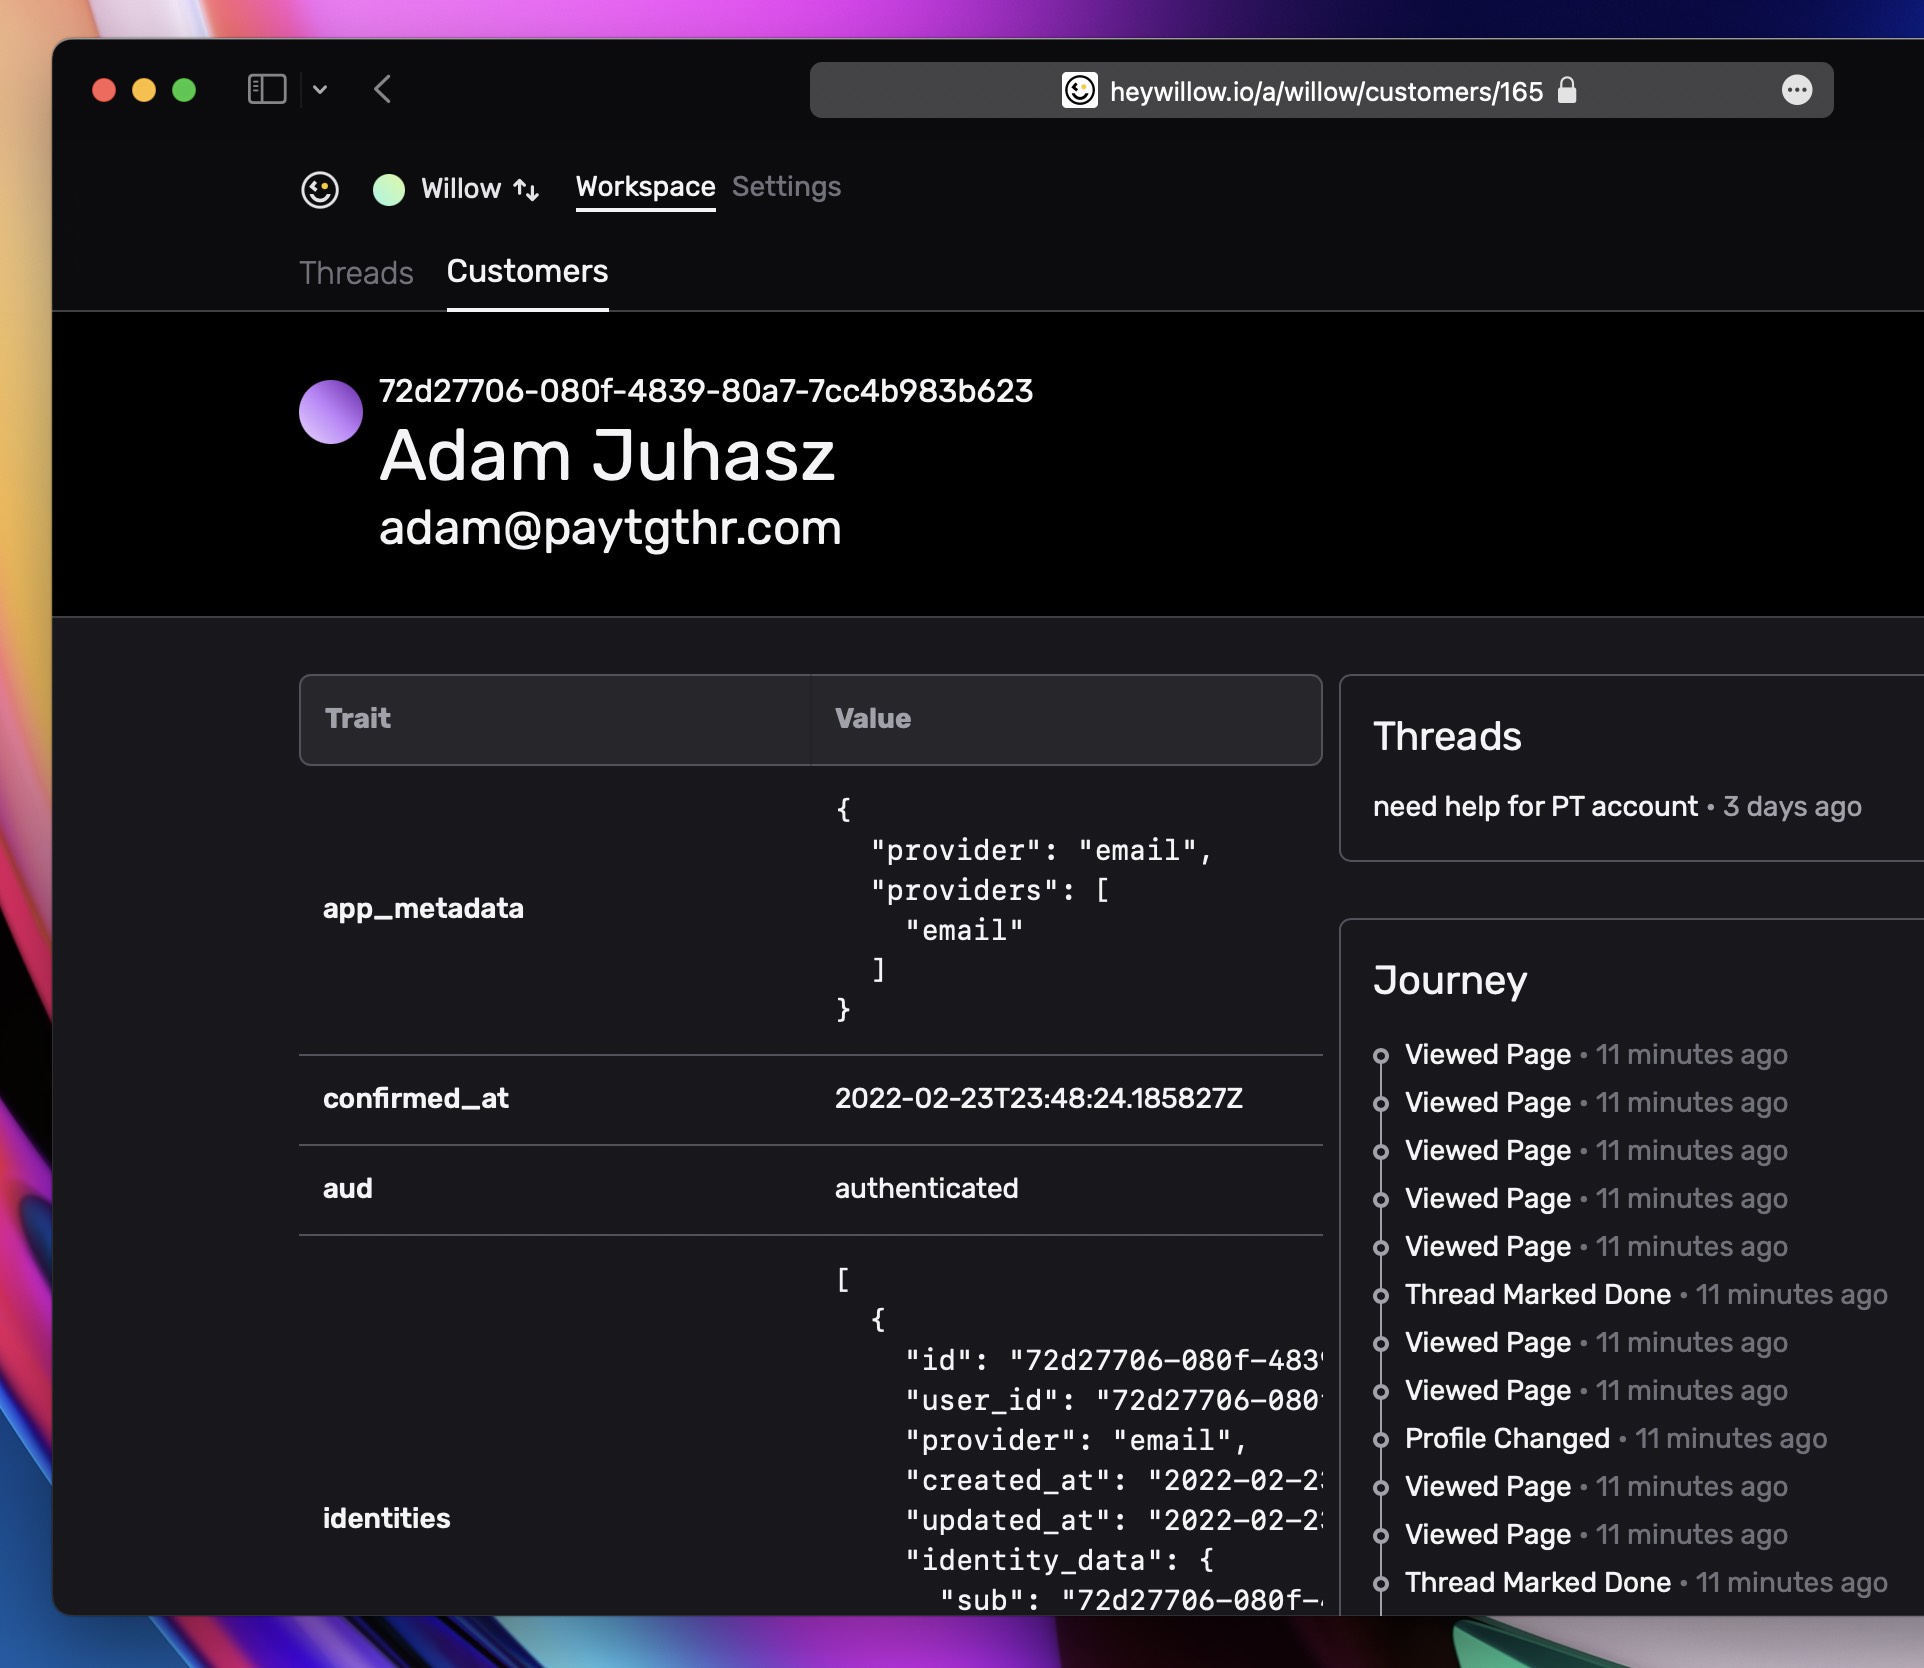 heywillow.io/a/willow/customers/165
Willow Workspace Settings
Threads Customers
72d27706-080f-4839-80a7-7cc4b983b623
Adam Juhasz
adam@paytgthr.com
Trait Value
app_metadata
{
"provider": "email",
"providers": [
"email"
]
}
confirmed_at 2022-02-23T23:48:24.185827Z
aud authenticated
identities
[
{
"id": "72d27706-080f-483
"user_id": "72d27706-080
"provider": "email",
"created_at": "2022-02-2
"updated_at": "2022-02-2
"identity_data": {
"sub": "72d27706-080f-
Threads
need help for PT account • 3 days ago
Journey
Viewed Page • 11 minutes ago
Viewed Page • 11 minutes ago
Viewed Page • 11 minutes ago
Viewed Page • 11 minutes ago
Viewed Page • 11 minutes ago
Thread Marked Done • 11 minutes ago
Viewed Page • 11 minutes ago
Viewed Page • 11 minutes ago
Profile Changed • 11 minutes ago
Viewed Page • 11 minutes ago
Viewed Page • 11 minutes ago
Thread Marked Done • 11 minutes ago